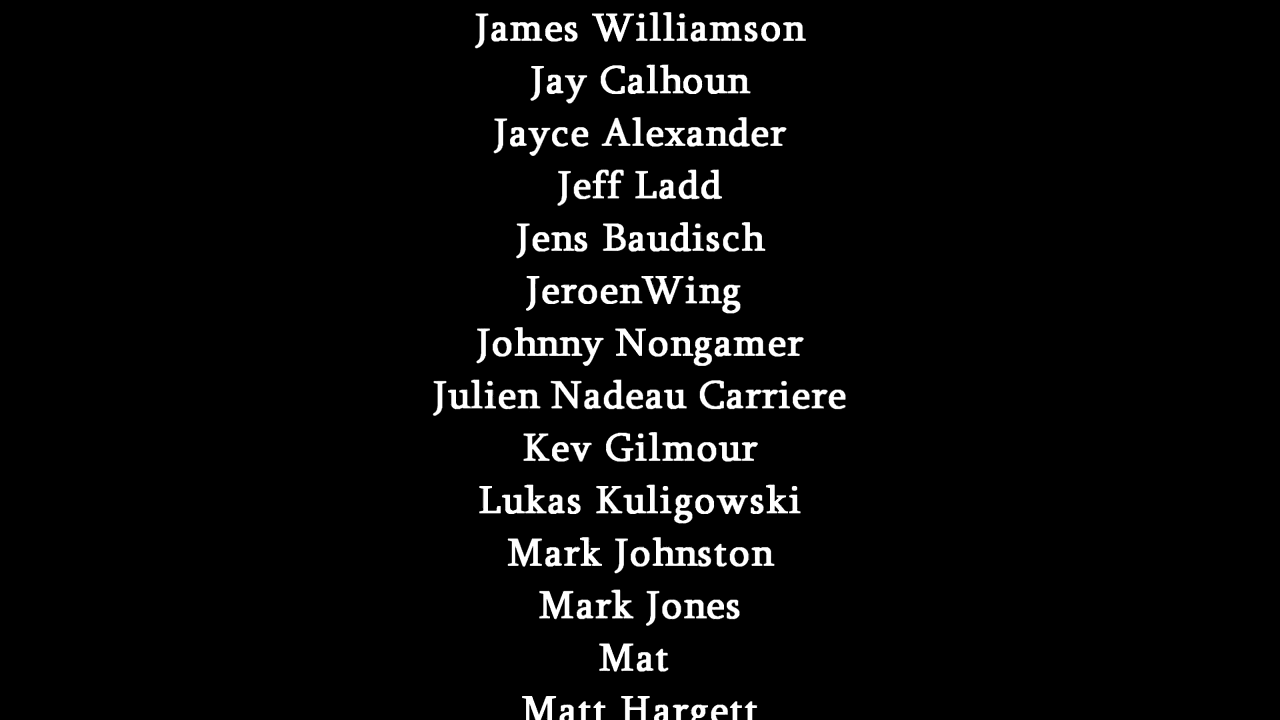 James Williamson
Jay Calhoun
Jayce Alexander
Jeff Ladd
Jens Baudisch
JeroenWing
Johnny Nongamer
Julien Nadeau Carriere
Kev Gilmour
Lukas Kuligowski
Mark Johnston
Mark Jones
Mat
Matt Hargett